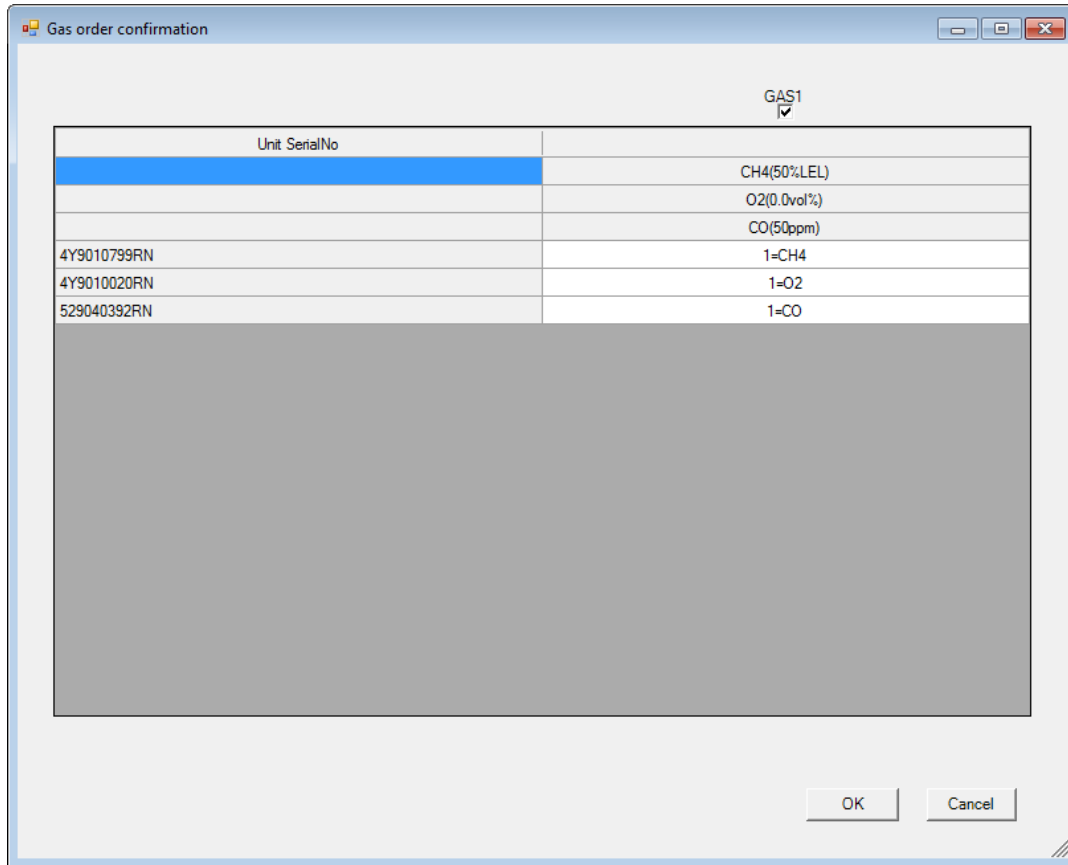 Gas order confirmation
GAS1
Unit SerialNo
CH4(50%LEL)
O2(0.0vol%)
CO(50ppm)
4Y9010799RN 1=CH4
4Y9010020RN 1=O2
529040392RN 1=CO
OK Cancel